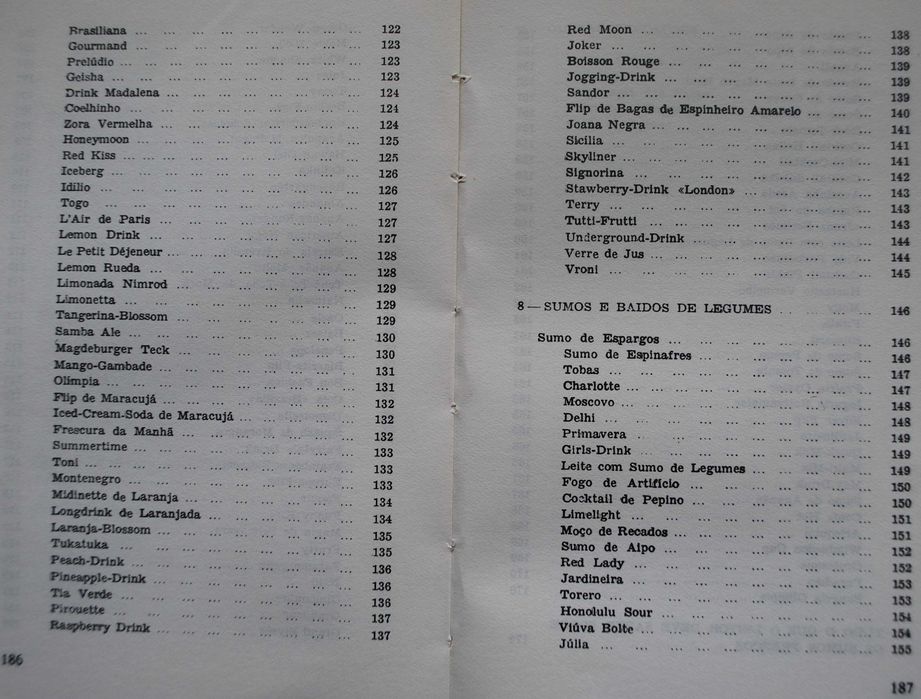 Brasiliana ... 122
Gourmand ... 123
Prelúdio ... 123
Geisha ... 123
Drink Madalena ... 124
Coelhinho ... 124
Zora Vermelha ... 124
Honeymoon ... 125
Red Kiss ... 125
Iceberg ... 126
Idílio ... 126
Togo ... 127
L'Air de Paris ... 127
Lemon Drink ... 127
Le Petit Déjeneur ... 128
Lemon Rueda ... 128
Limonada Nimrod ... 129
Limonetta ... 129
Tangerina-Blossom ... 129
Samba Ale ... 130
Magdeburger Teck ... 130
Mango-Gambade ... 131
Olímpia ... 131
Flip de Maracujá ... 132
Iced-Cream-Soda de Maracujá ... 132
Frescura da Manhã ... 132
Summertime ... 133
Toni ... 133
Montenegro ... 133
Midinette de Laranja ... 134
Longdrink de Laranjada ... 134
Laranja-Blossom ... 135
Tukatuka ... 135
Peach-Drink ... 136
Pineapple-Drink ... 136
Tia Verde ... 136
Pirouette ... 137
Raspberry Drink ... 137
186
Red Moon ... 138
Joker ... 138
Boisson Rouge ... 139
Jogging-Drink ... 139
Sandor ... 139
Flip de Bagas de Espinheiro Amarelo ... 140
Joana Negra ... 141
Sicília ... 141
Skyliner ... 141
Signorina ... 142
Stawberry-Drink «London» ... 143
Terry ... 143
Tutti-Frutti ... 143
Underground-Drink ... 144
Verre de Jus ... 144
Vroni ... 145
8 — SUMOS E BAIDOS DE LEGUMES ... 146
Sumo de Espargos ... 146
Sumo de Espinafres ... 146
Tobas ... 147
Charlotte ... 147
Moscovo ... 148
Delhi ... 148
Primavera ... 149
Girls-Drink ... 149
Leite com Sumo de Legumes ... 149
Fogo de Artifício ... 150
Cocktail de Pepino ... 150
Limelight ... 151
Moço de Recados ... 151
Sumo de Aipo ... 152
Red Lady ... 152
Jardineira ... 153
Torero ... 153
Honolulu Sour ... 154
Viúva Bolte ... 154
Júlia ... 155
187